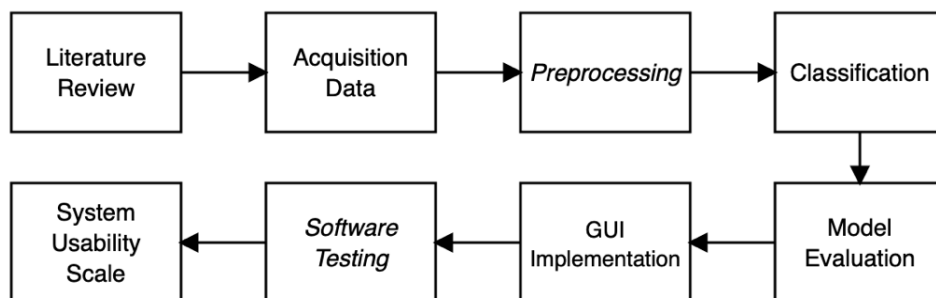 Literature
Review
Acquisition
Data
Preprocessing
Classification
System
Usability
Scale
Software
Testing
GUI
Implementation
Model
Evaluation